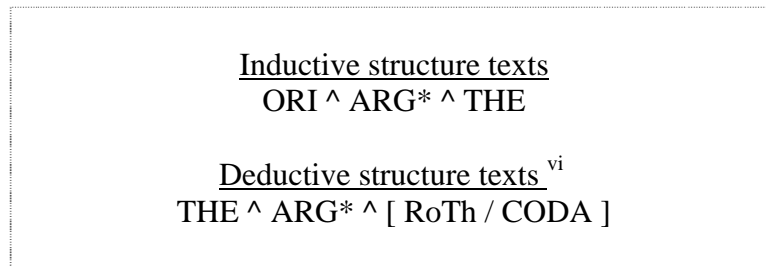 Inductive structure texts
ORI ^ ARG* ^ THE
Deductive structure texts vi
THE ^ ARG* ^ [ RoTh / CODA ]